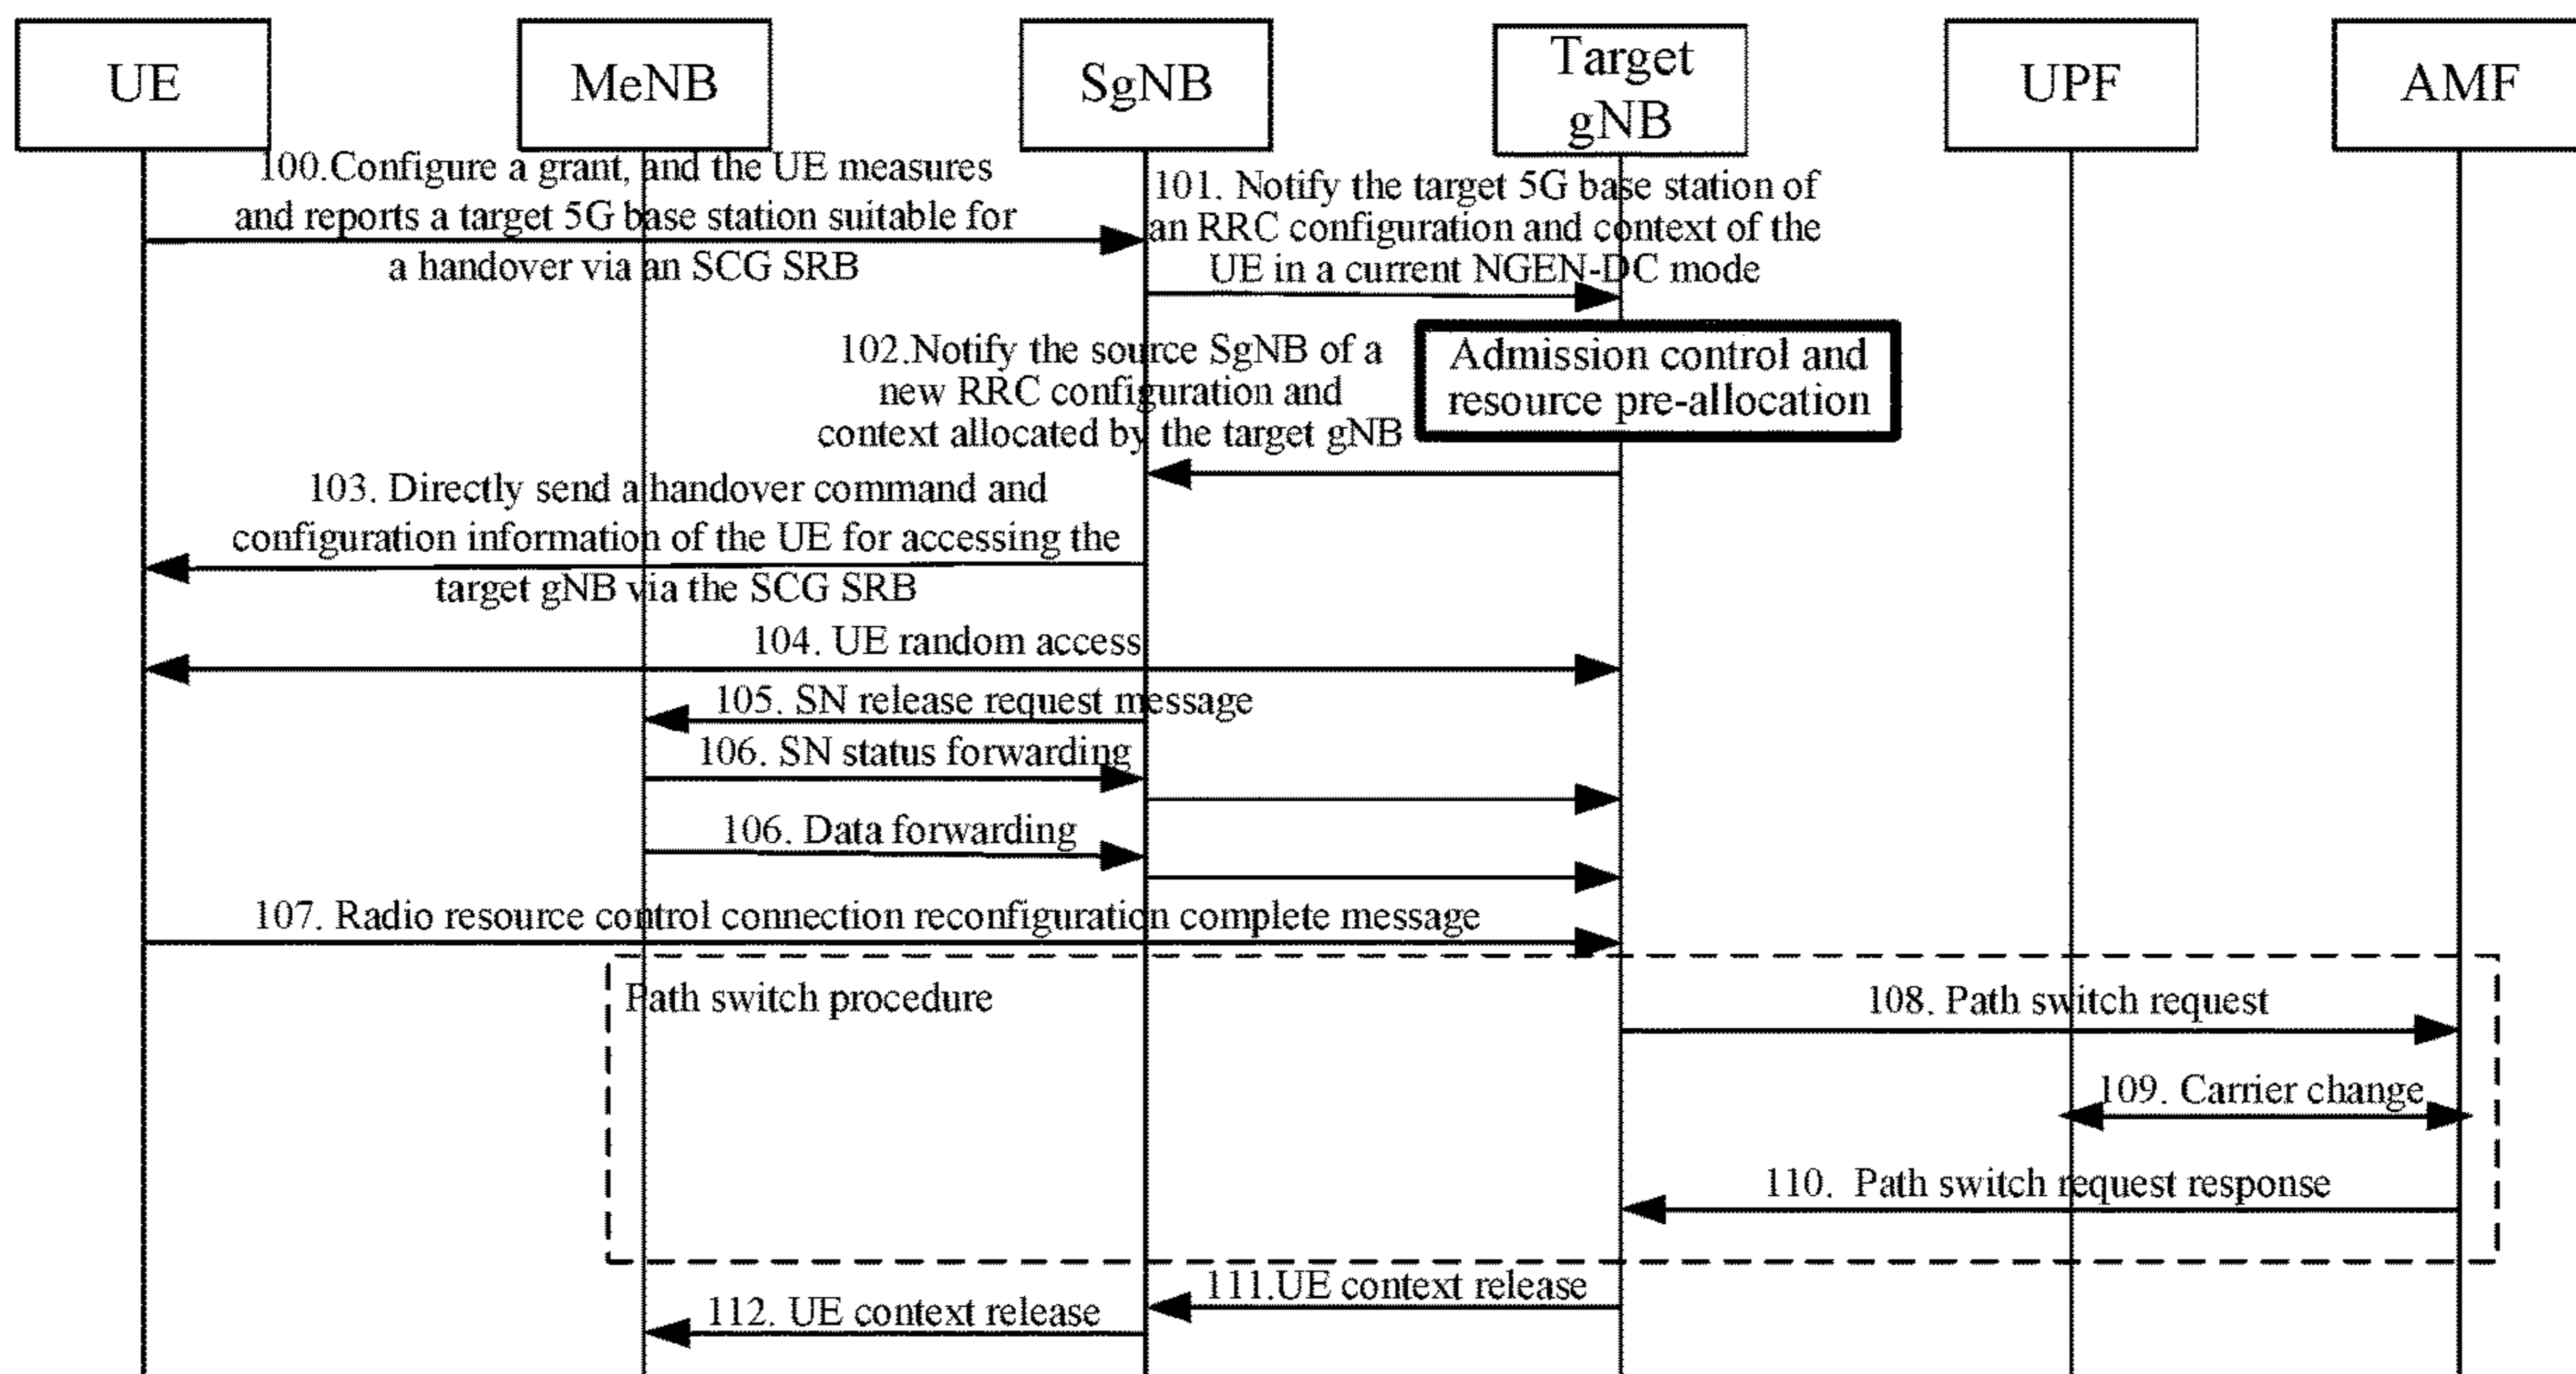 UE
MeNB
SgNB
Target
gNB
UPF
AMF
100.Configure a grant, and the UE measures
and reports a target 5G base station suitable for
a handover via an SCG SRB
101. Notify the target 5G base station of
an RRC configuration and context of the
UE in a current NGEN-DC mode
102.Notify the source SgNB of a
new RRC configuration and
context allocated by the target gNB
Admission control and
resource pre-allocation
103. Directly send a handover command and
configuration information of the UE for accessing the
target gNB via the SCG SRB
104. UE random access
105. SN release request message
106. SN status forwarding
106. Data forwarding
107. Radio resource control connection reconfiguration complete message
Path switch procedure
108. Path switch request
109. Carrier change
110. Path switch request response
111.UE context release
112. UE context release